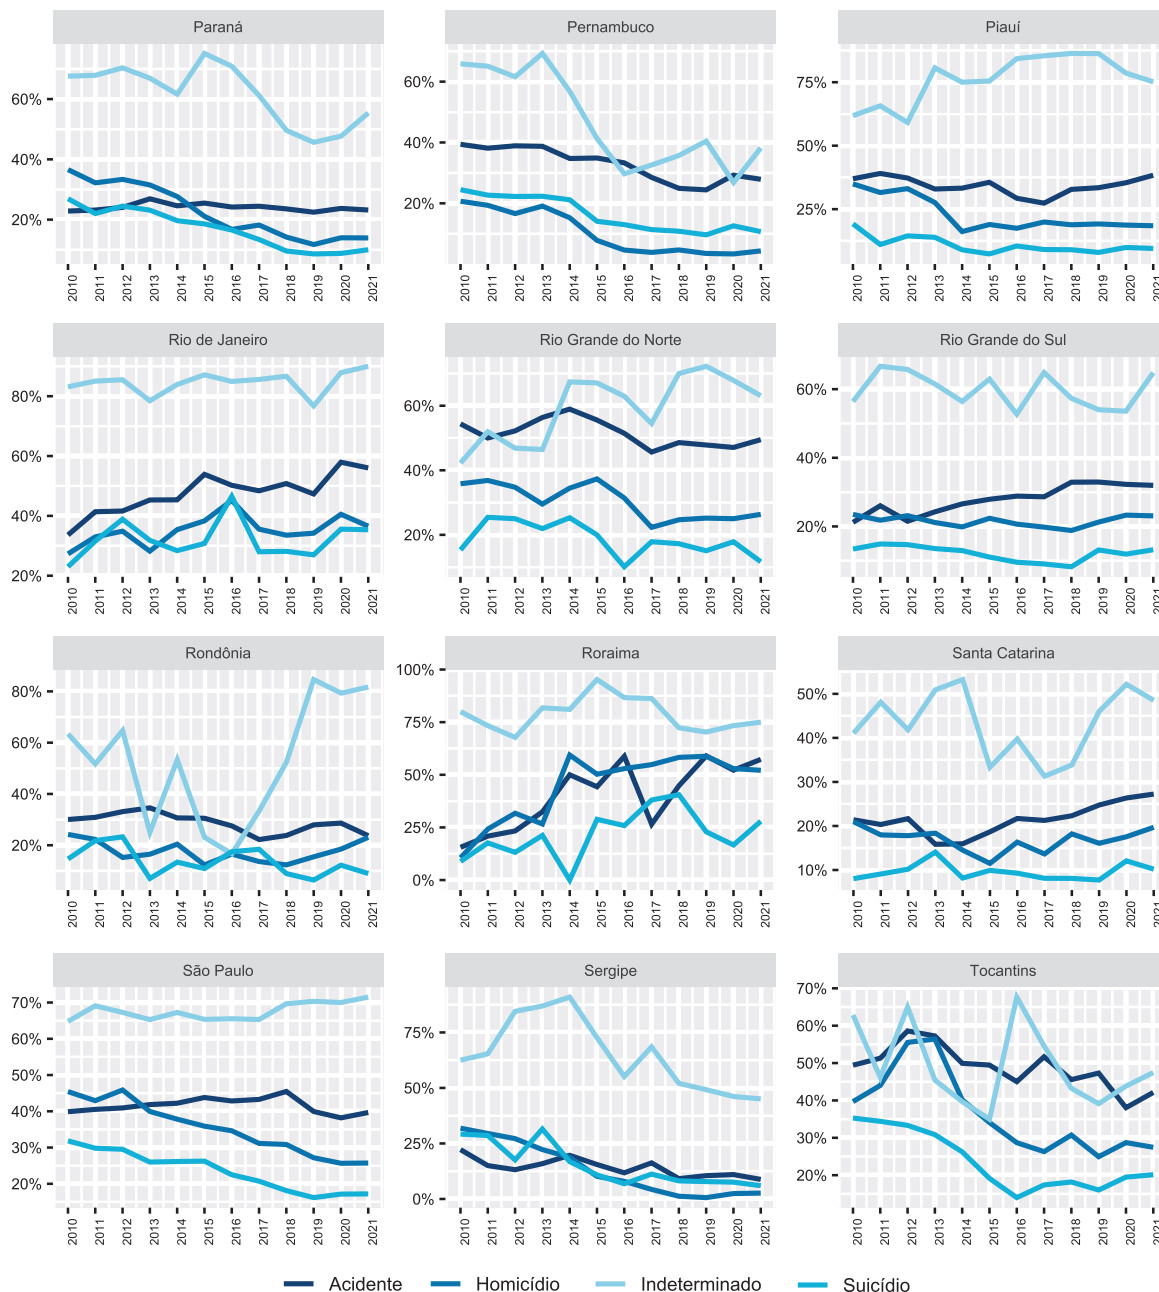 Paraná
Pernambuco
Piauí
60%
40%
20%
60%
40%
20%
75%
50%
25%
2010 2011 2012 2013 2014 2015 2016 2017 2018 2019 2020 2021
2010 2011 2012 2013 2014 2015 2016 2017 2018 2019 2020 2021
2010 2011 2012 2013 2014 2015 2016 2017 2018 2019 2020 2021
Rio de Janeiro
Rio Grande do Norte
Rio Grande do Sul
80%
60%
40%
20%
60%
40%
20%
60%
40%
20%
2010 2011 2012 2013 2014 2015 2016 2017 2018 2019 2020 2021
2010 2011 2012 2013 2014 2015 2016 2017 2018 2019 2020 2021
2010 2011 2012 2013 2014 2015 2016 2017 2018 2019 2020 2021
Rondônia
Roraima
Santa Catarina
80%
60%
40%
20%
100%
75%
50%
25%
0%
50%
40%
30%
20%
10%
2010 2011 2012 2013 2014 2015 2016 2017 2018 2019 2020 2021
2010 2011 2012 2013 2014 2015 2016 2017 2018 2019 2020 2021
2010 2011 2012 2013 2014 2015 2016 2017 2018 2019 2020 2021
São Paulo
Sergipe
Tocantins
70%
60%
50%
40%
30%
20%
75%
50%
25%
0%
70%
60%
50%
40%
30%
20%
2010 2011 2012 2013 2014 2015 2016 2017 2018 2019 2020 2021
2010 2011 2012 2013 2014 2015 2016 2017 2018 2019 2020 2021
2010 2011 2012 2013 2014 2015 2016 2017 2018 2019 2020 2021
Acidente Homicídio Indeterminado Suicídio